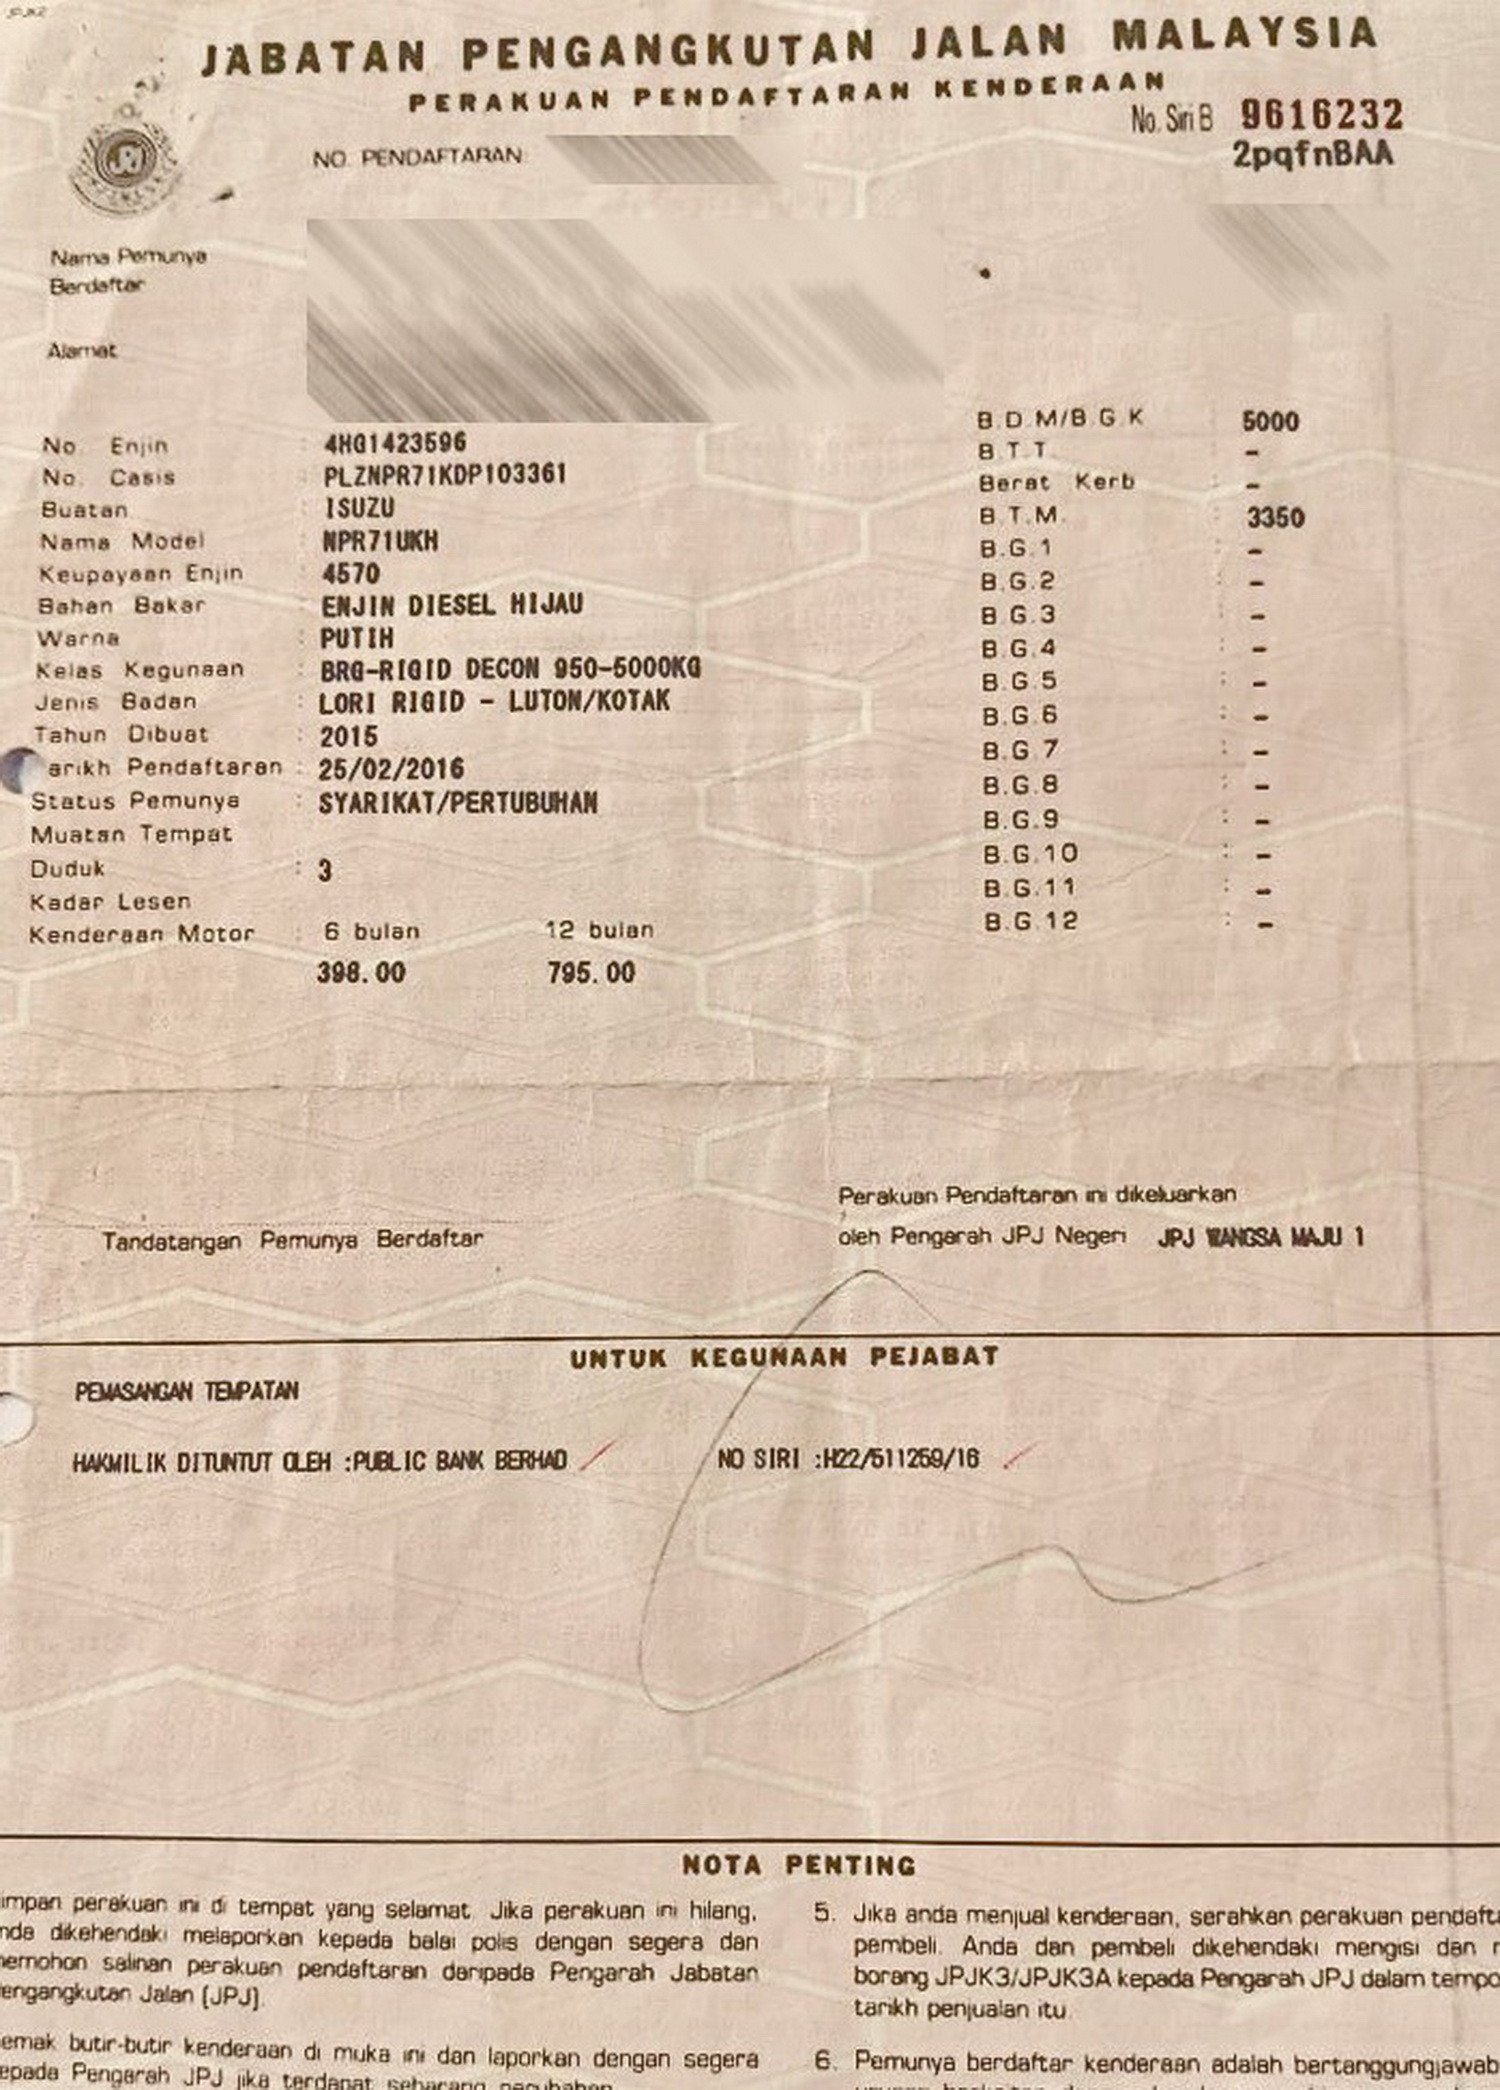 JABATAN PENGANGKUTAN JALAN MALAYSIA
PERAKUAN PENDAFTARAN KENDERAAN
No. Siri B 9616232
2pqfnBAA
NO. PENDAFTARAN
Nama Pemunya
Berdaftar
Alamat
No. Enjin : 4HG1423596
No. Casis : PLZNPR71KDP103361
Buatan : ISUZU
Nama Model : NPR71UKH
Keupayaan Enjin : 4570
Bahan Bakar : ENJIN DIESEL HIJAU
Warna : PUTIH
Kelas Kegunaan : BRG-RIGID DECON 950-5000KG
Jenis Badan : LORI RIGID - LUTON/KOTAK
Tahun Dibuat : 2015
arikh Pendaftaran : 25/02/2016
Status Pemunya : SYARIKAT/PERTUBUHAN
Muatan Tempat
Duduk : 3
Kadar Lesen
Kenderaan Motor : 6 bulan 12 bulan
398.00 795.00
B.D.M/B.G.K : 5000
B.T.T. : -
Berat Kerb : -
B.T.M. : 3350
B.G.1 : -
B.G.2 : -
B.G.3 : -
B.G.4 : -
B.G.5 : -
B.G.6 : -
B.G.7 : -
B.G.8 : -
B.G.9 : -
B.G.10 : -
B.G.11 : -
B.G.12 : -
Tandatangan Pemunya Berdaftar
Perakuan Pendaftaran ini dikeluarkan
oleh Pengarah JPJ Negeri JPJ WANGSA MAJU 1
UNTUK KEGUNAAN PEJABAT
PEMASANGAN TEMPATAN
HAKMILIK DITUNTUT OLEH :PUBLIC BANK BERHAD NO SIRI :H22/511259/16
NOTA PENTING
impan perakuan ini di tempat yang selamat. Jika perakuan ini hilang,
nda dikehendaki melaporkan kepada balai polis dengan segera dan
emohon salinan perakuan pendaftaran daripada Pengarah Jabatan
engangkutan Jalan (JPJ).
emak butir-butir kenderaan di muka ini dan laporkan dengan segera
epada Pengarah JPJ jika terdapat sebarang perubahan.
5. Jika anda menjual kenderaan, serahkan perakuan pendafta
pembeli. Anda dan pembeli dikehendaki mengisi dan
borang JPJK3/JPJK3A kepada Pengarah JPJ dalam tempo
tarikh penjualan itu.
6. Pemunya berdaftar kenderaan adalah bertanggungjawab